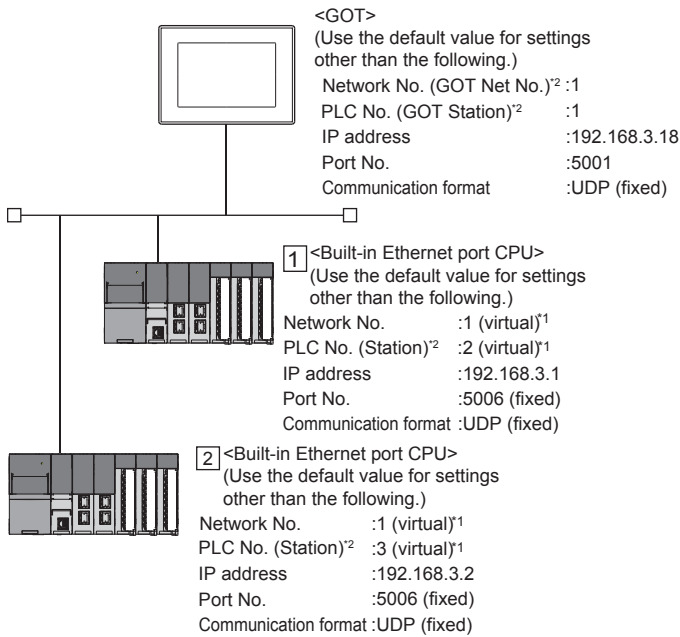 <GOT>
(Use the default value for settings
other than the following.)
Network No. (GOT Net No.)*2 :1
PLC No. (GOT Station)*2 :1
IP address :192.168.3.18
Port No. :5001
Communication format :UDP (fixed)
1 <Built-in Ethernet port CPU>
(Use the default value for settings
other than the following.)
Network No. :1 (virtual)*1
PLC No. (Station)*2 :2 (virtual)*1
IP address :192.168.3.1
Port No. :5006 (fixed)
Communication format :UDP (fixed)
2 <Built-in Ethernet port CPU>
(Use the default value for settings
other than the following.)
Network No. :1 (virtual)*1
PLC No. (Station)*2 :3 (virtual)*1
IP address :192.168.3.2
Port No. :5006 (fixed)
Communication format :UDP (fixed)